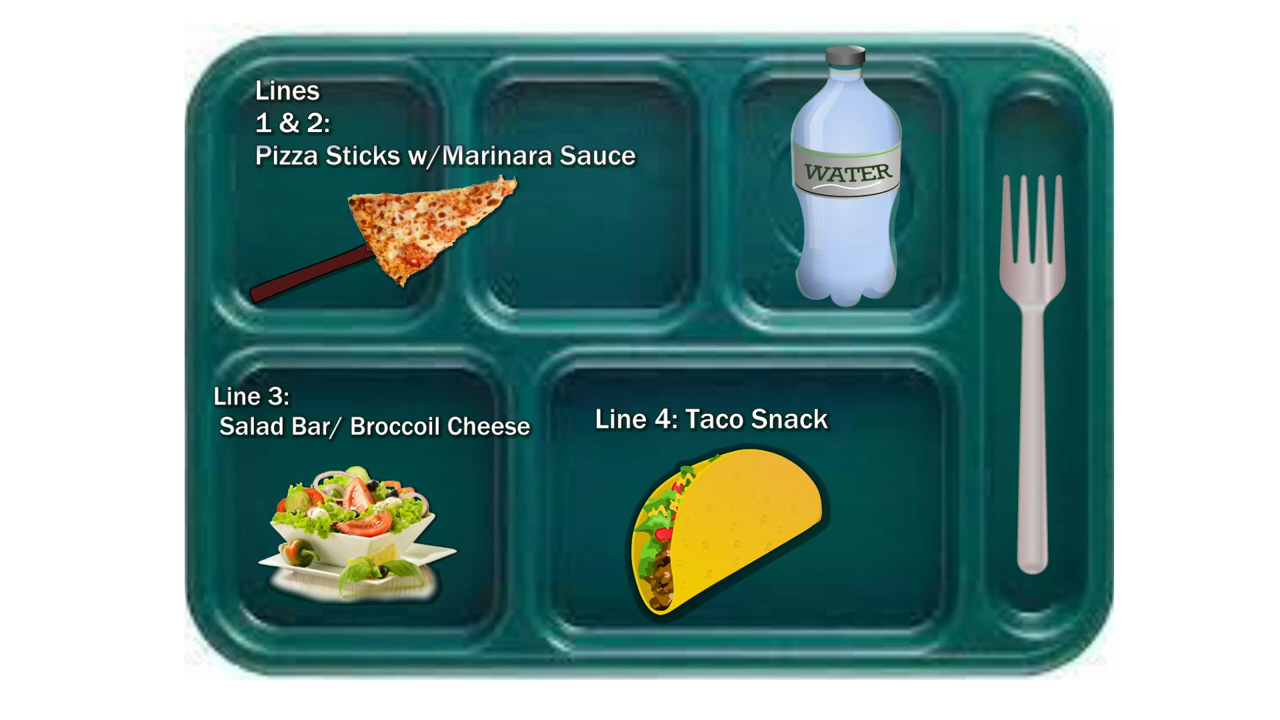 Lines
1 & 2:
Pizza Sticks w/Marinara Sauce
WATER
Line 3:
Salad Bar/ Broccoil Cheese
Line 4: Taco Snack